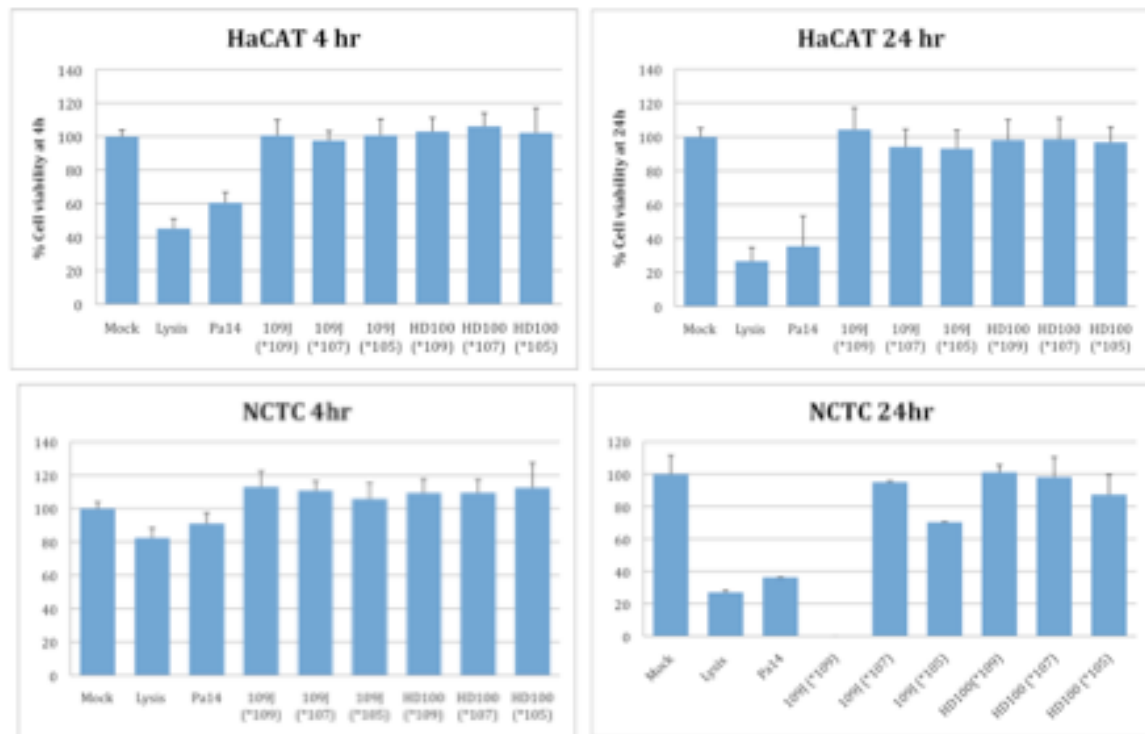 HaCAT 4 hr
% Cell viability at 4h
140
120
100
80
60
40
20
0
Mock Lysis Pa14 109J 109J 109J HD100 HD100 HD100
(*109) (*107) (*105) (*109) (*107) (*105)
HaCAT 24 hr
% Cell viability at 24h
140
120
100
80
60
40
20
0
Mock Lysis Pa14 109J 109J 109J HD100 HD100 HD100
(*109) (*107) (*105) (*109) (*107) (*105)
NCTC 4hr
140
120
100
80
60
40
20
0
Mock Lysis Pa14 109J 109J 109J HD100 HD100 HD100
(*109) (*107) (*105) (*109) (*107) (*105)
NCTC 24hr
120
100
80
60
40
20
0
Mock Lysis Pa14 109J (*109) 109J (*107) 109J (*105) HD100(*109) HD100 (*107) HD100 (*105)